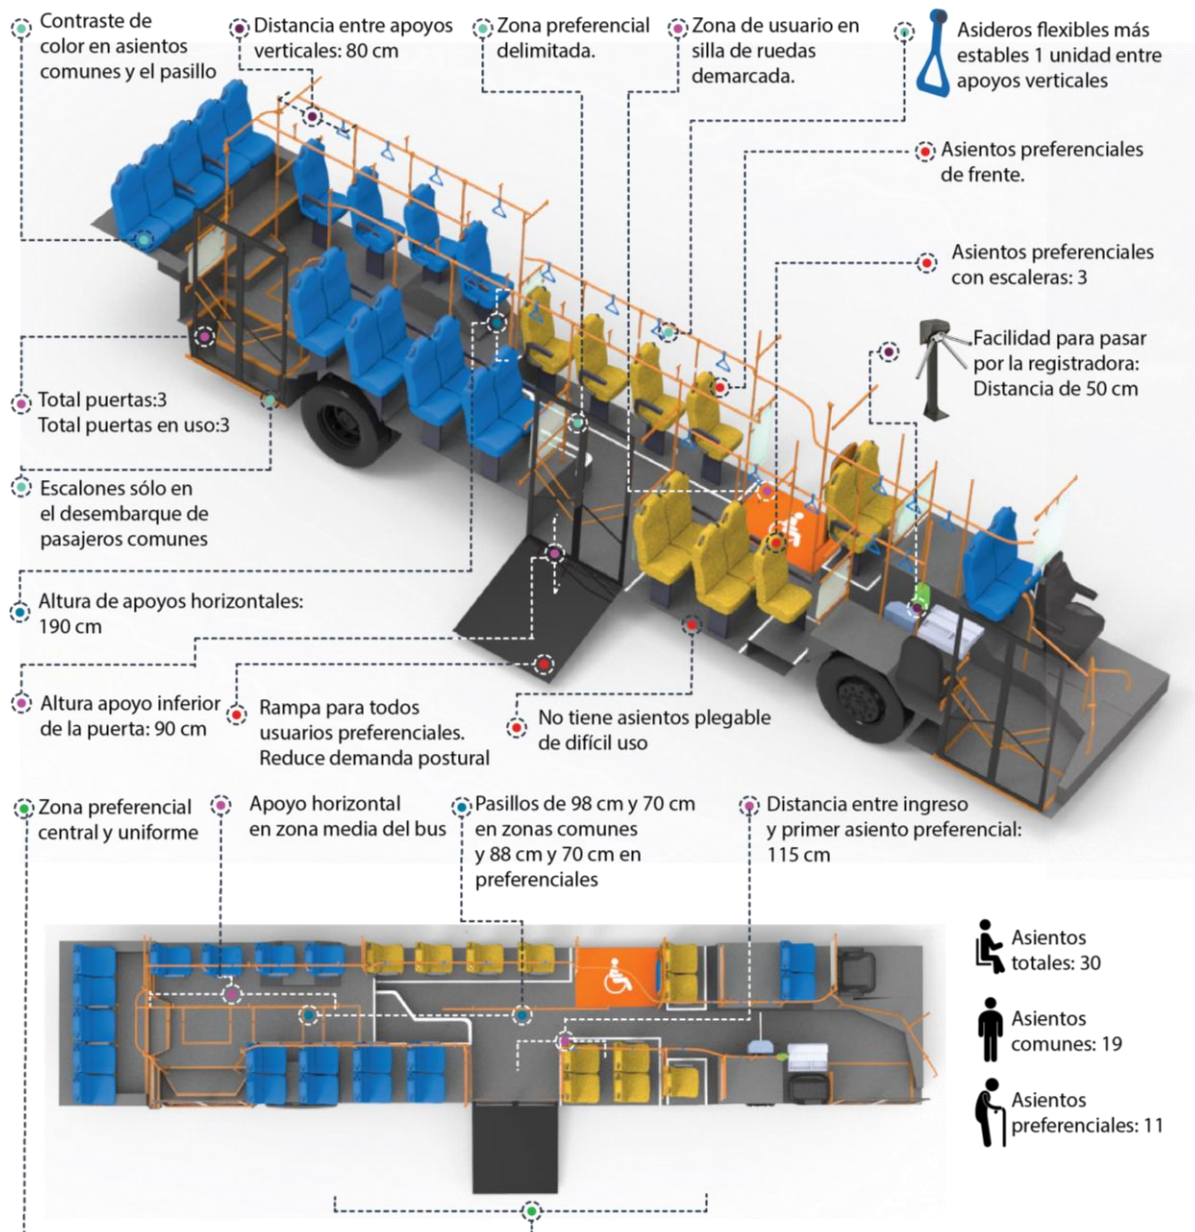 Contraste de
color en asientos
comunes y el pasillo
Distancia entre apoyos
verticales: 80 cm
Zona preferencial
delimitada.
Zona de usuario en
silla de ruedas
demarcada.
Asideros flexibles más
estables 1 unidad entre
apoyos verticales
Asientos preferenciales
de frente.
Asientos preferenciales
con escaleras: 3
Facilidad para pasar
por la registradora:
Distancia de 50 cm
Total puertas:3
Total puertas en uso:3
Escalones sólo en
el desembarque de
pasajeros comunes
Altura de apoyos horizontales:
190 cm
Altura apoyo inferior
de la puerta: 90 cm
Rampa para todos
usuarios preferenciales.
Reduce demanda postural
No tiene asientos plegable
de difícil uso
Zona preferencial
central y uniforme
Apoyo horizontal
en zona media del bus
Pasillos de 98 cm y 70 cm
en zonas comunes
y 88 cm y 70 cm en
preferenciales
Distancia entre ingreso
y primer asiento preferencial:
115 cm
Asientos
totales: 30
Asientos
comunes: 19
Asientos
preferenciales: 11